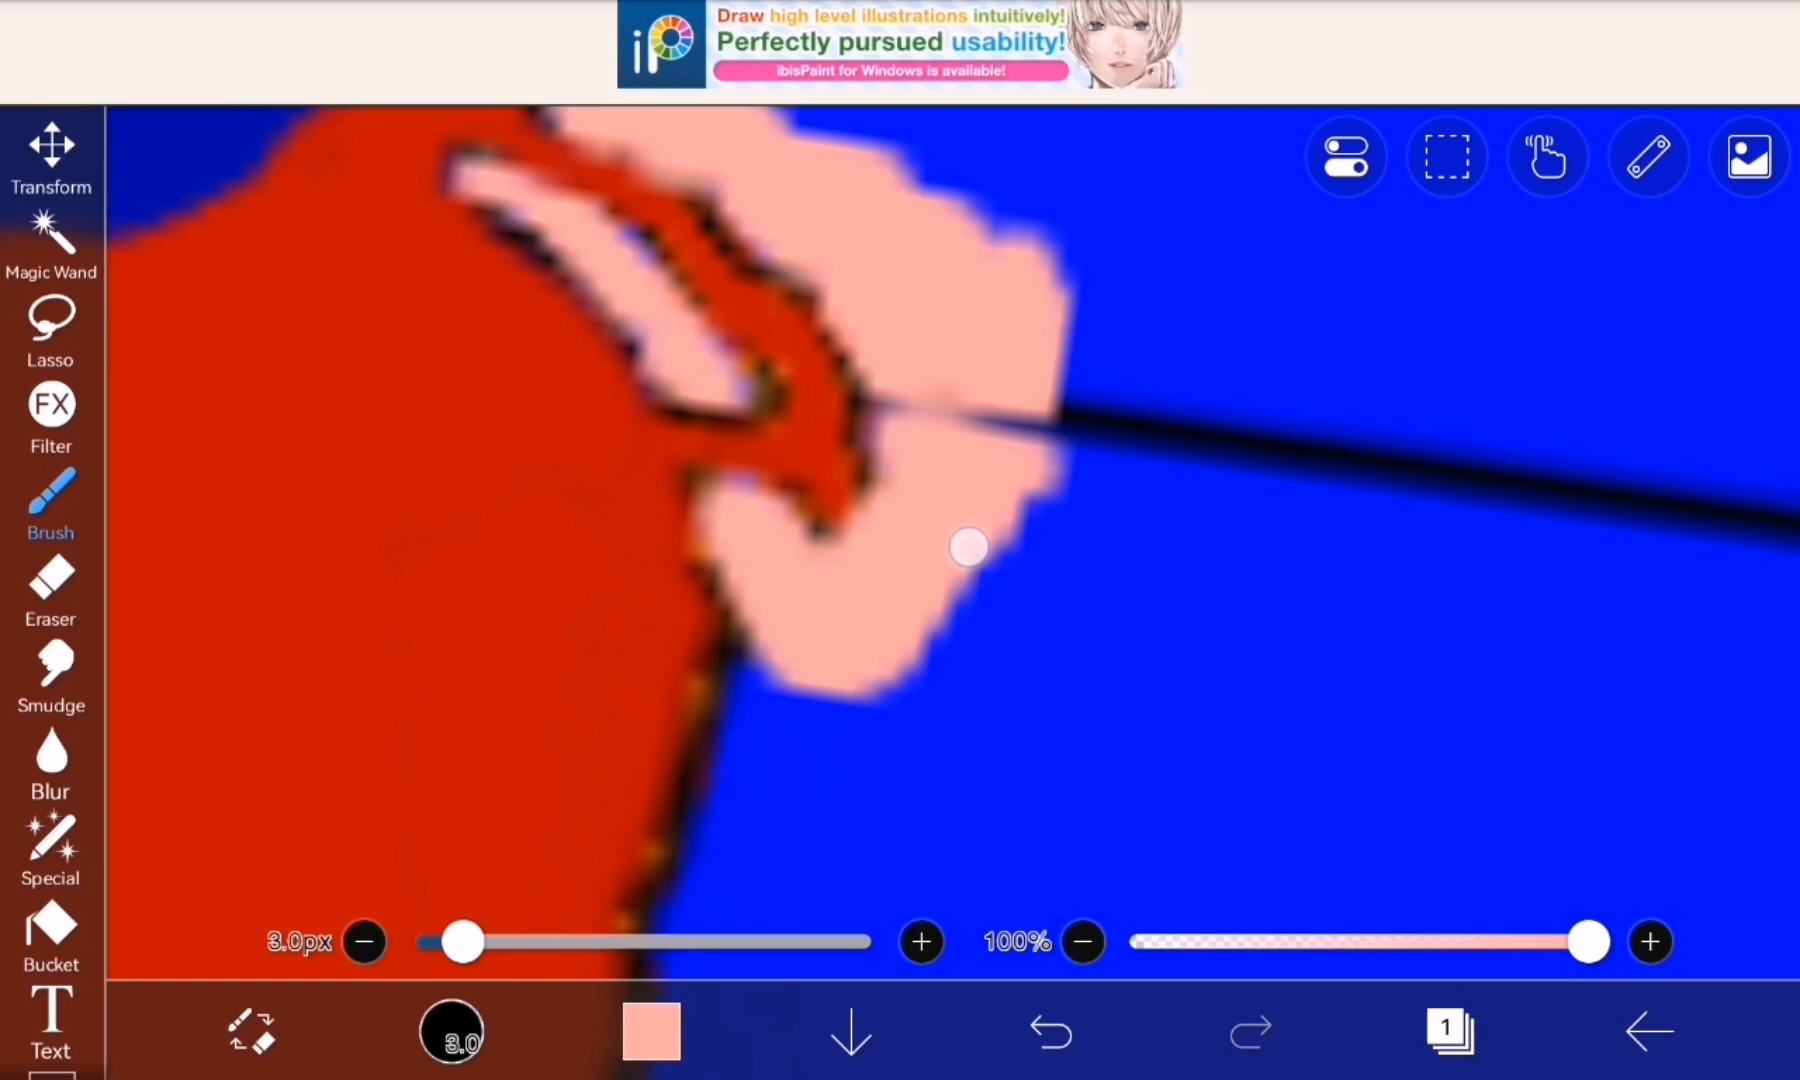 iP
Draw high level illustrations intuitively!
Perfectly pursued usability!
ibisPaint for Windows is available!
Transform
Magic Wand
Lasso
FX
Filter
Brush
Eraser
Smudge
Blur
Special
Bucket
T
Text
3.0px
100%
3.0
1